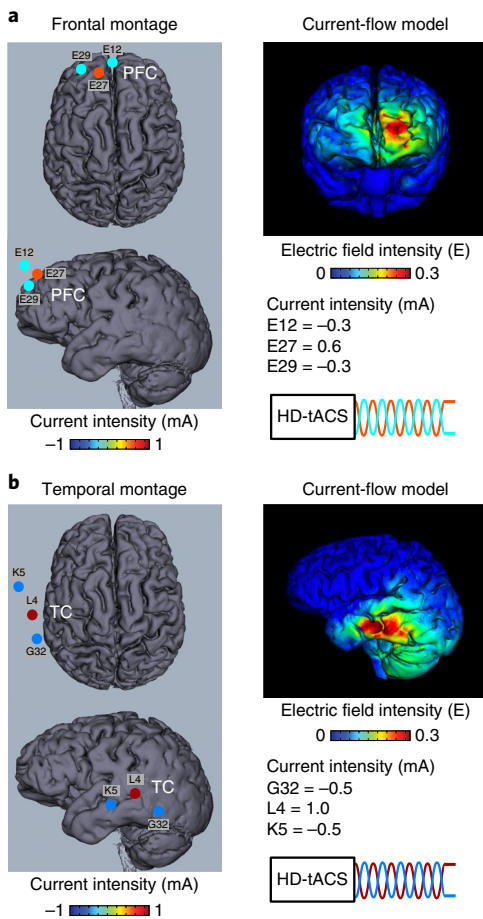 a
Frontal montage
Current-flow model
E12
E29
PFC
E27
E12
E27
E29
PFC
Electric field intensity (E)
0 0.3
Current intensity (mA)
E12 = –0.3
E27 = 0.6
E29 = –0.3
HD-tACS
Current intensity (mA)
–1 1
b
Temporal montage
Current-flow model
K5
L4
TC
G32
L4
TC
K5
G32
Electric field intensity (E)
0 0.3
Current intensity (mA)
G32 = –0.5
L4 = 1.0
K5 = –0.5
HD-tACS
Current intensity (mA)
–1 1